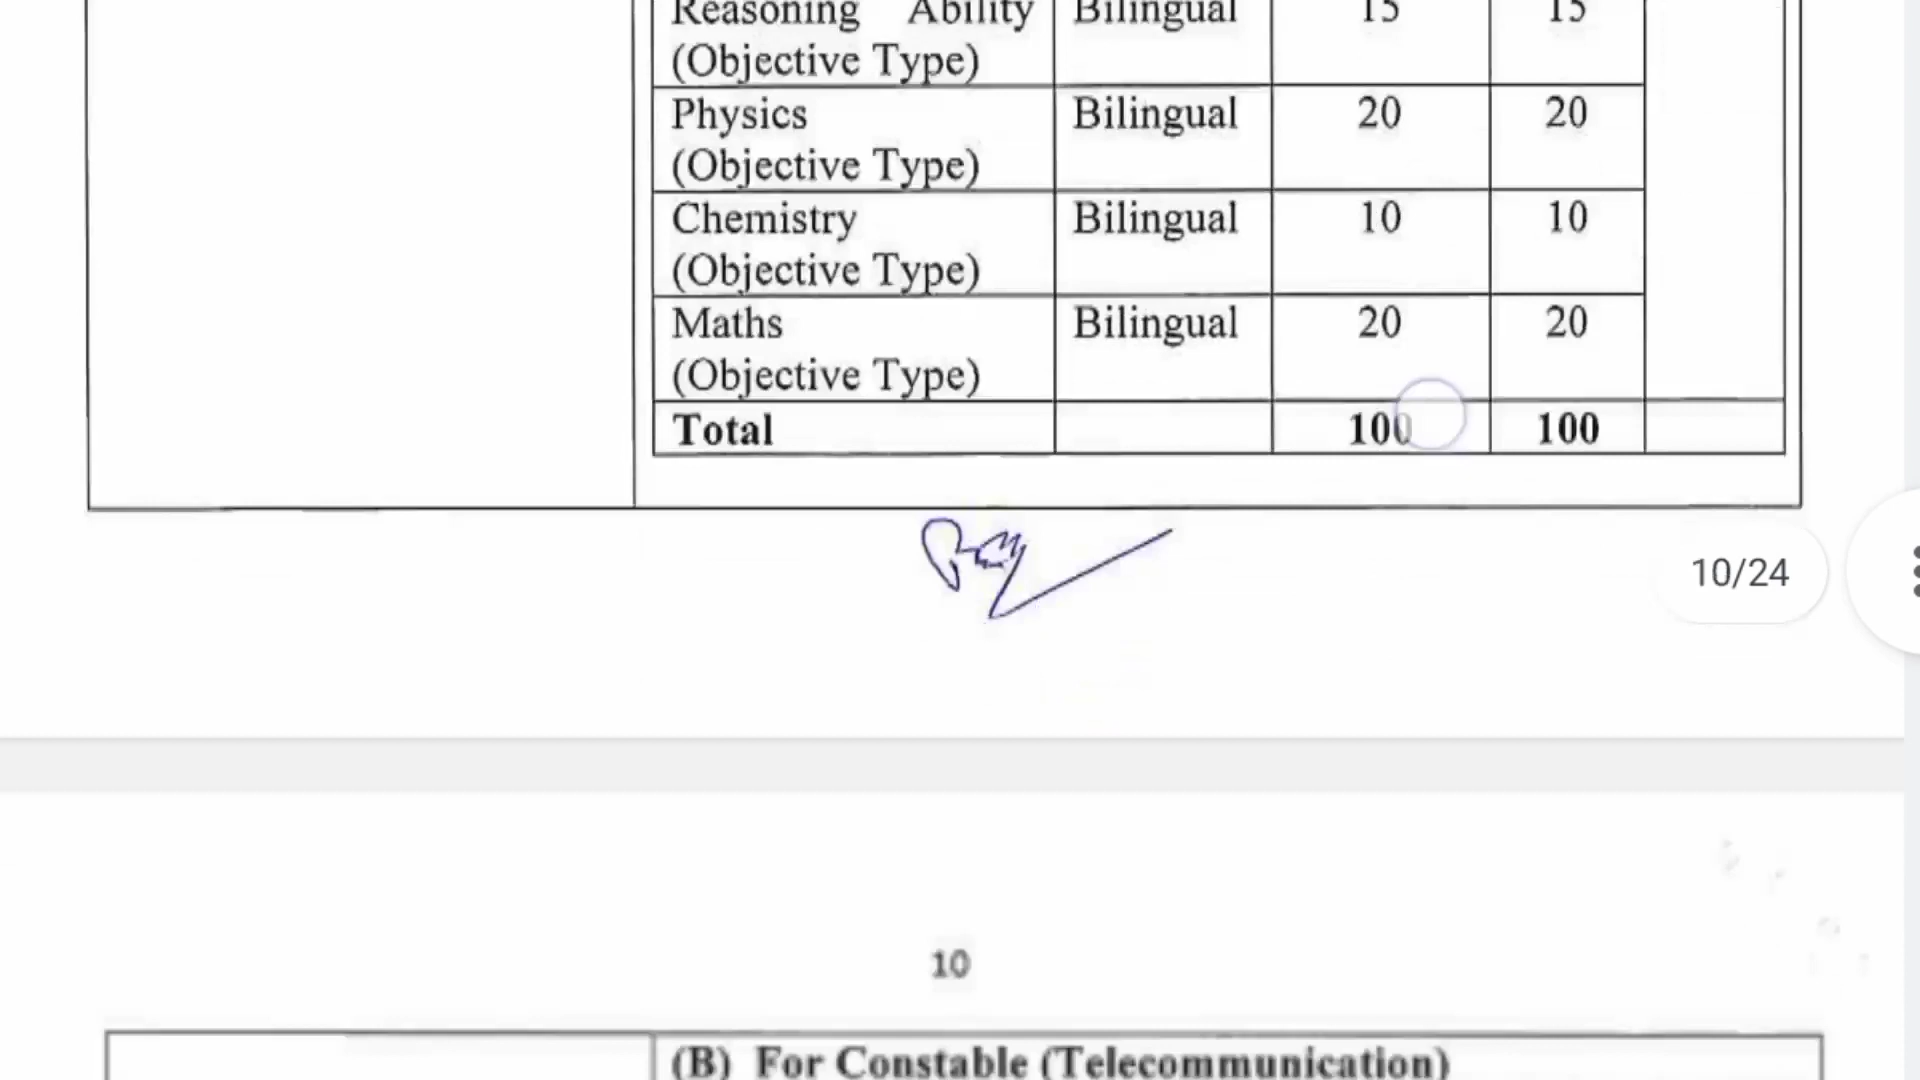 Reasoning Ability Bilingual 15 15
(Objective Type)
Physics Bilingual 20 20
(Objective Type)
Chemistry Bilingual 10 10
(Objective Type)
Maths Bilingual 20 20
(Objective Type)
Total 100 100
10/24
10
(B) For Constable (Telecommunication)